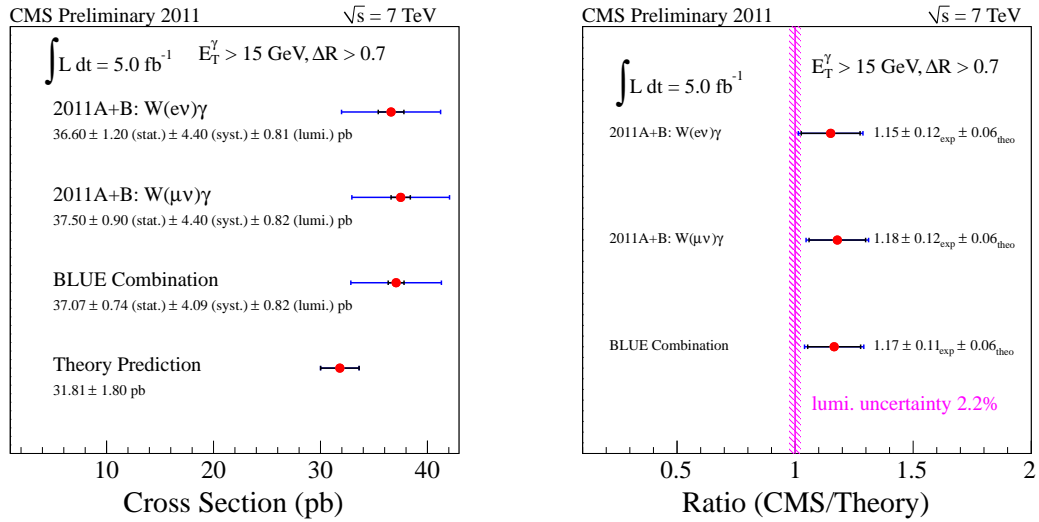 CMS Preliminary 2011 √s = 7 TeV
∫L dt = 5.0 fb⁻¹ E_T^γ > 15 GeV, ΔR > 0.7
2011A+B: W(eν)γ
36.60 ± 1.20 (stat.) ± 4.40 (syst.) ± 0.81 (lumi.) pb
2011A+B: W(μν)γ
37.50 ± 0.90 (stat.) ± 4.40 (syst.) ± 0.82 (lumi.) pb
BLUE Combination
37.07 ± 0.74 (stat.) ± 4.09 (syst.) ± 0.82 (lumi.) pb
Theory Prediction
31.81 ± 1.80 pb
10 20 30 40
Cross Section (pb)
CMS Preliminary 2011 √s = 7 TeV
E_T^γ > 15 GeV, ΔR > 0.7
∫L dt = 5.0 fb⁻¹
2011A+B: W(eν)γ 1.15 ± 0.12_exp ± 0.06_theo
2011A+B: W(μν)γ 1.18 ± 0.12_exp ± 0.06_theo
BLUE Combination 1.17 ± 0.11_exp ± 0.06_theo
lumi. uncertainty 2.2%
0.5 1 1.5 2
Ratio (CMS/Theory)